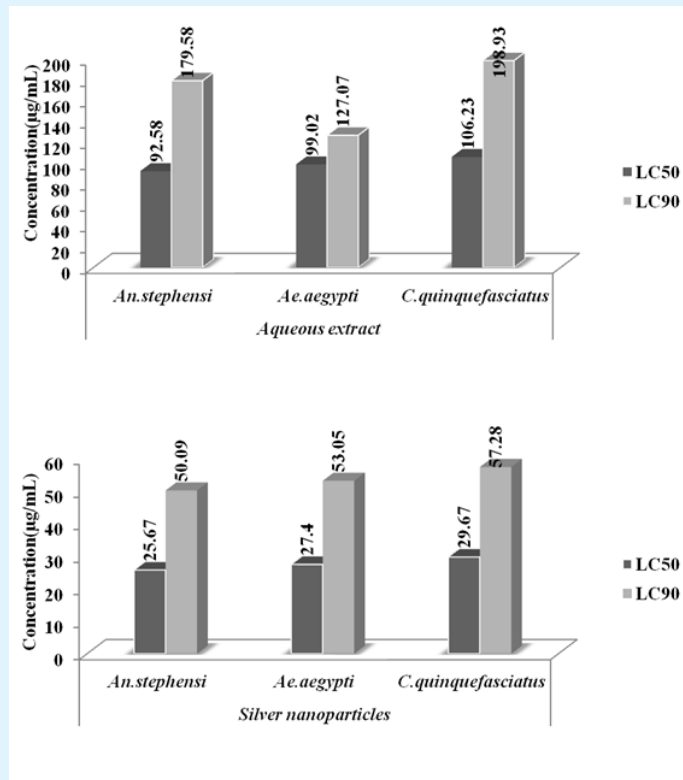 Concentration(µg/mL)
200
180
160
140
120
100
80
60
40
20
0
92.58
179.58
99.02
127.07
106.23
198.93
An.stephensi
Ae.aegypti
C.quinquefasciatus
Aqueous extract
LC50
LC90
Concentration(µg/mL)
60
50
40
30
20
10
0
25.67
50.09
27.4
53.05
29.67
57.28
An.stephensi
Ae.aegypti
C.quinquefasciatus
Silver nanoparticles
LC50
LC90